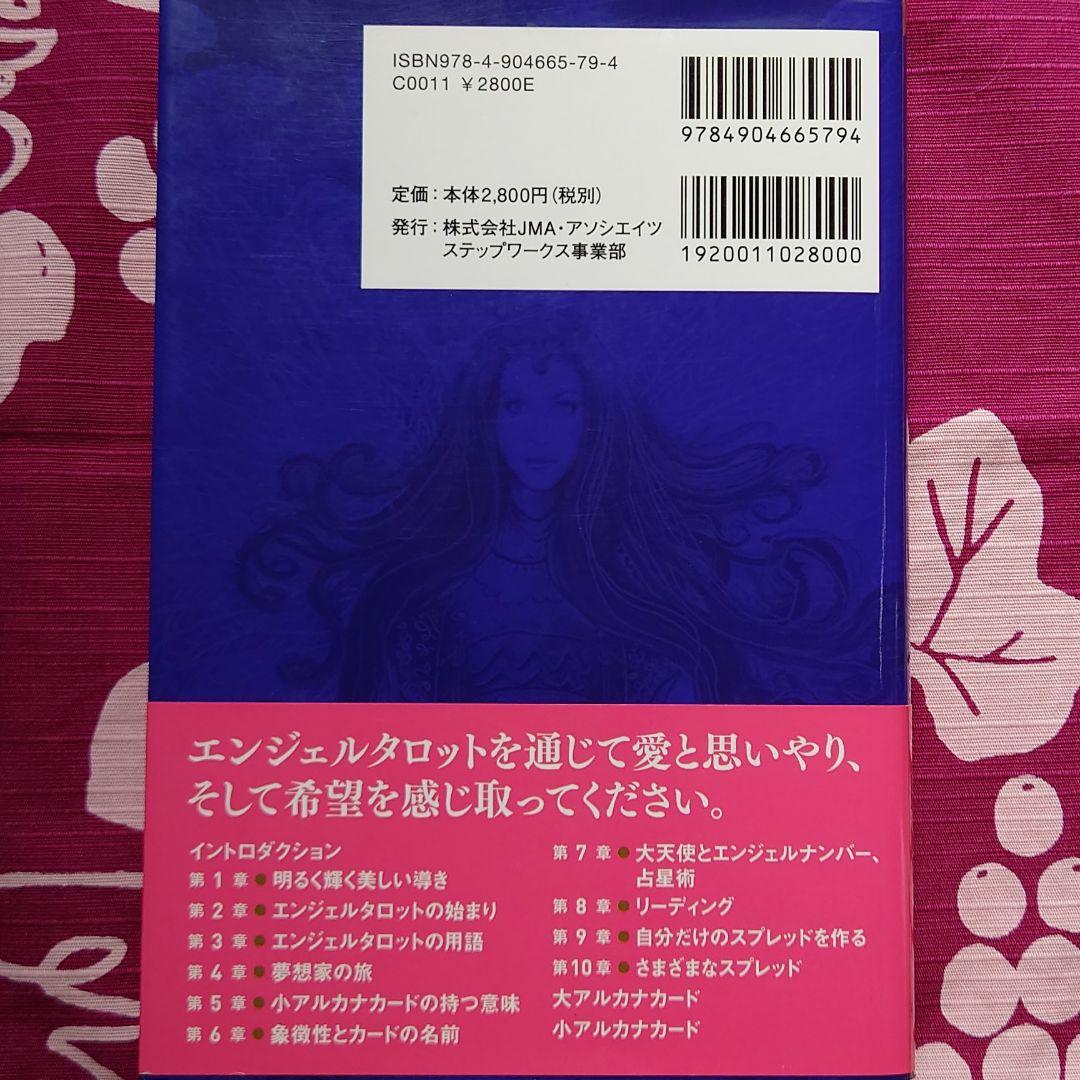 ISBN978-4-904665-79-4
C0011 ¥2800E
9784904665794
定価：本体2,800円（税別）
発行：株式会社JMA・アソシエイツ
ステップワークス事業部
1920011028000
エンジェルタロットを通じて愛と思いやり、
そして希望を感じ取ってください。
イントロダクション
第1章●明るく輝く美しい導き
第2章●エンジェルタロットの始まり
第3章●エンジェルタロットの用語
第4章●夢想家の旅
第5章●小アルカナカードの持つ意味
第6章●象徴性とカードの名前
第7章●大天使とエンジェルナンバー、
占星術
第8章●リーディング
第9章●自分だけのスプレッドを作る
第10章●さまざまなスプレッド
大アルカナカード
小アルカナカード